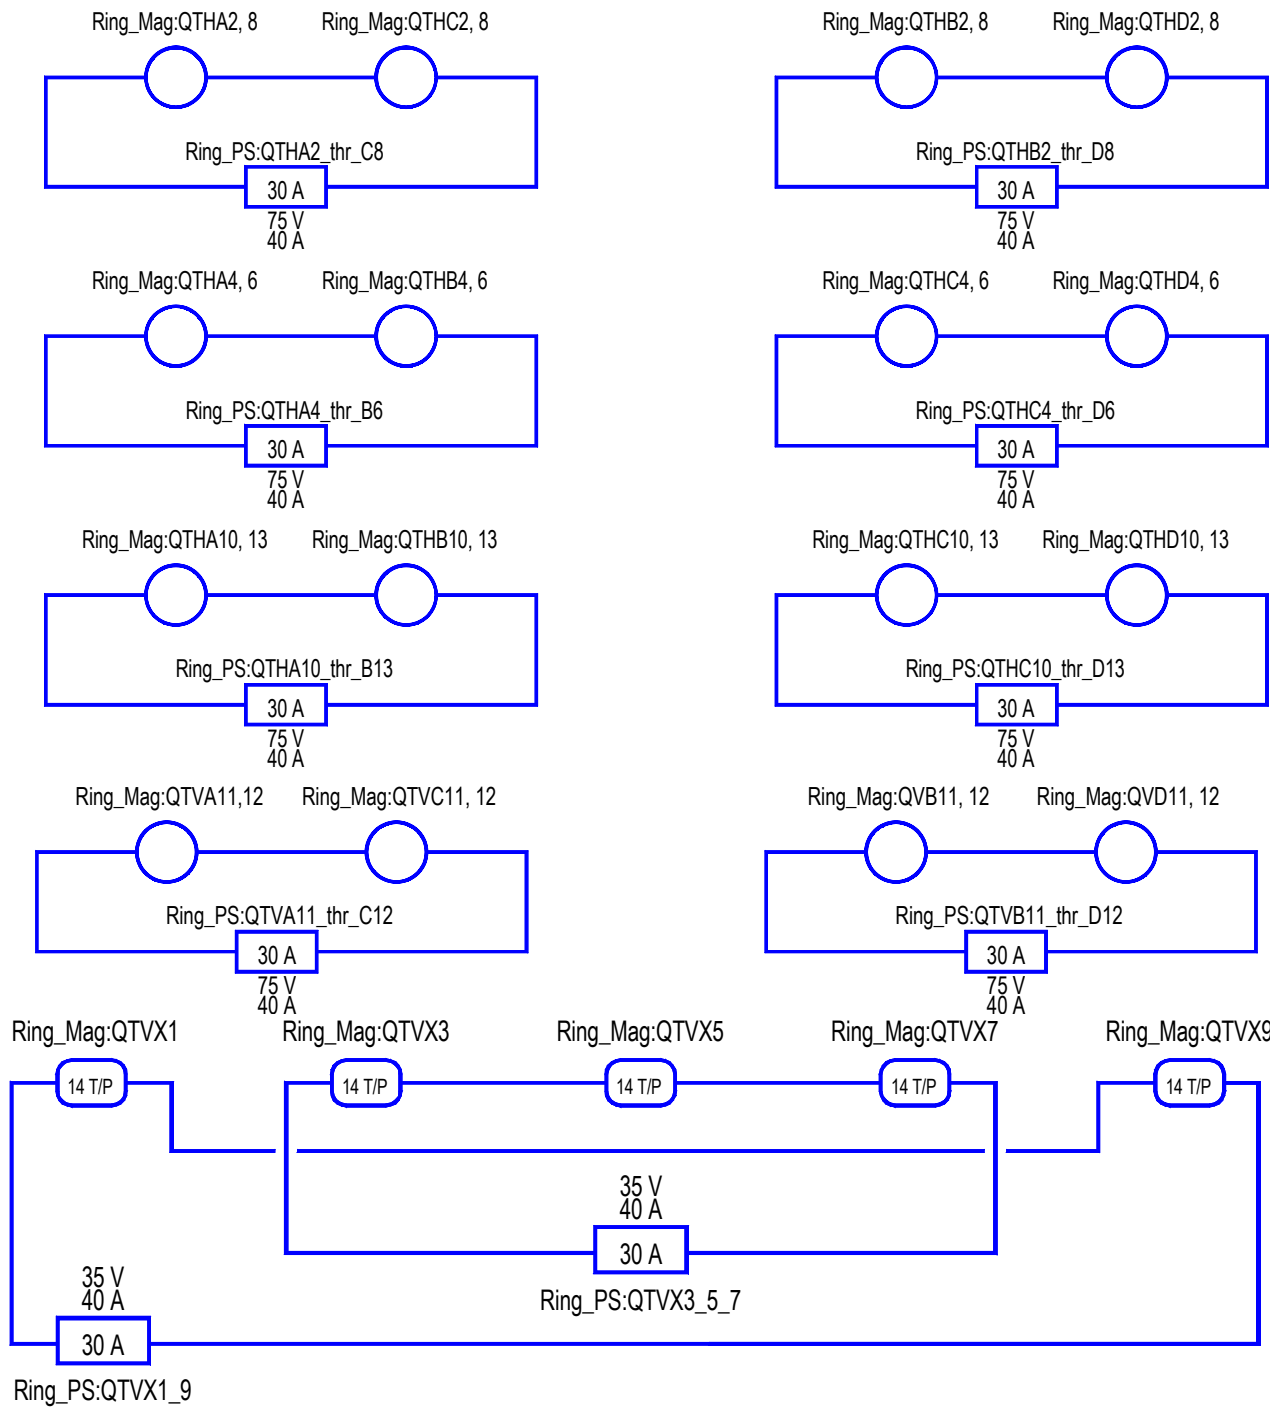 Ring_Mag:QTHA2, 8 Ring_Mag:QTHC2, 8 Ring_Mag:QTHB2, 8 Ring_Mag:QTHD2, 8
Ring_PS:QTHA2_thr_C8 Ring_PS:QTHB2_thr_D8
30 A 30 A
75 V 75 V
40 A 40 A
Ring_Mag:QTHA4, 6 Ring_Mag:QTHB4, 6 Ring_Mag:QTHC4, 6 Ring_Mag:QTHD4, 6
Ring_PS:QTHA4_thr_B6 Ring_PS:QTHC4_thr_D6
30 A 30 A
75 V 75 V
40 A 40 A
Ring_Mag:QTHA10, 13 Ring_Mag:QTHB10, 13 Ring_Mag:QTHC10, 13 Ring_Mag:QTHD10, 13
Ring_PS:QTHA10_thr_B13 Ring_PS:QTHC10_thr_D13
30 A 30 A
75 V 75 V
40 A 40 A
Ring_Mag:QTVA11,12 Ring_Mag:QTVC11, 12 Ring_Mag:QVB11, 12 Ring_Mag:QVD11, 12
Ring_PS:QTVA11_thr_C12 Ring_PS:QTVB11_thr_D12
30 A 30 A
75 V 75 V
40 A 40 A
Ring_Mag:QTVX1 Ring_Mag:QTVX3 Ring_Mag:QTVX5 Ring_Mag:QTVX7 Ring_Mag:QTVX9
14 T/P 14 T/P 14 T/P 14 T/P 14 T/P
35 V
40 A
30 A
Ring_PS:QTVX3_5_7
35 V
40 A
30 A
Ring_PS:QTVX1_9